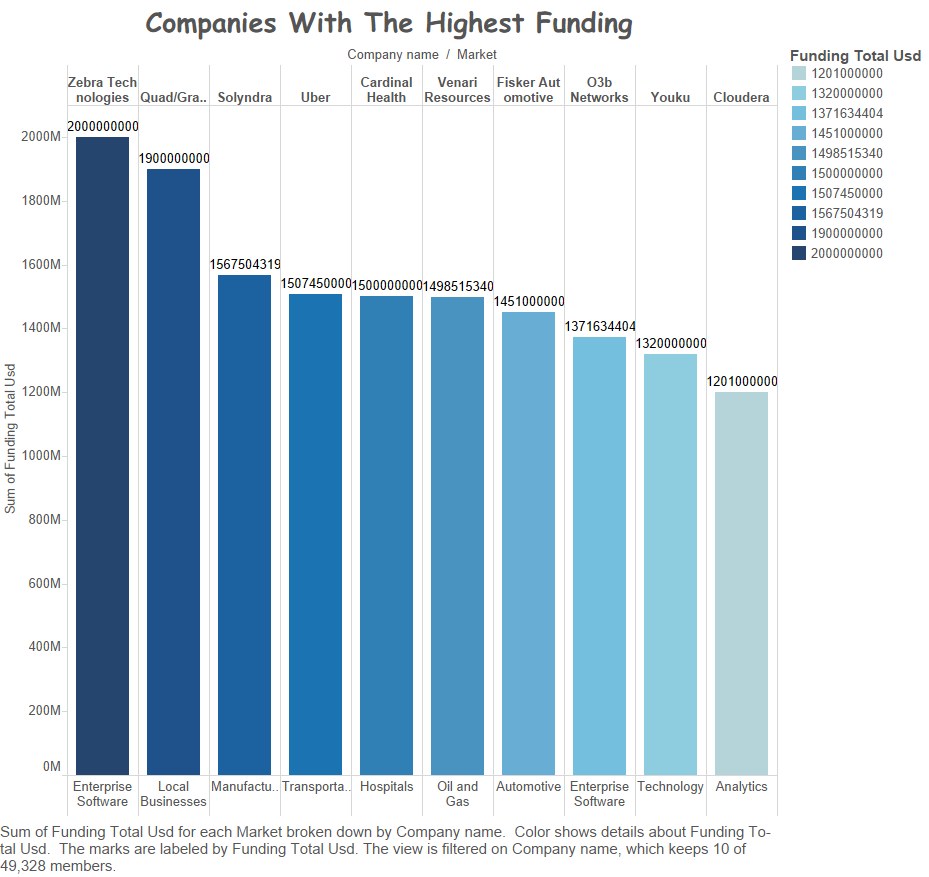 Companies With The Highest Funding
Company name / Market
Zebra Tech
nologies
Quad/Gra..
Solyndra
Uber
Cardinal
Health
Venari
Resources
Fisker Aut
omotive
O3b
Networks
Youku
Cloudera
Funding Total Usd
1201000000
1320000000
1371634404
1451000000
1498515340
1500000000
1507450000
1567504319
1900000000
2000000000
Sum of Funding Total Usd
2000M
1800M
1600M
1400M
1200M
1000M
800M
600M
400M
200M
0M
2000000000
1900000000
1567504319
1507450000
1500000000
1498515340
1451000000
1371634404
1320000000
1201000000
Enterprise
Software
Local
Businesses
Manufactu..
Transporta..
Hospitals
Oil and
Gas
Automotive
Enterprise
Software
Technology
Analytics
Sum of Funding Total Usd for each Market broken down by Company name.  Color shows details about Funding To-
tal Usd.  The marks are labeled by Funding Total Usd. The view is filtered on Company name, which keeps 10 of
49,328 members.